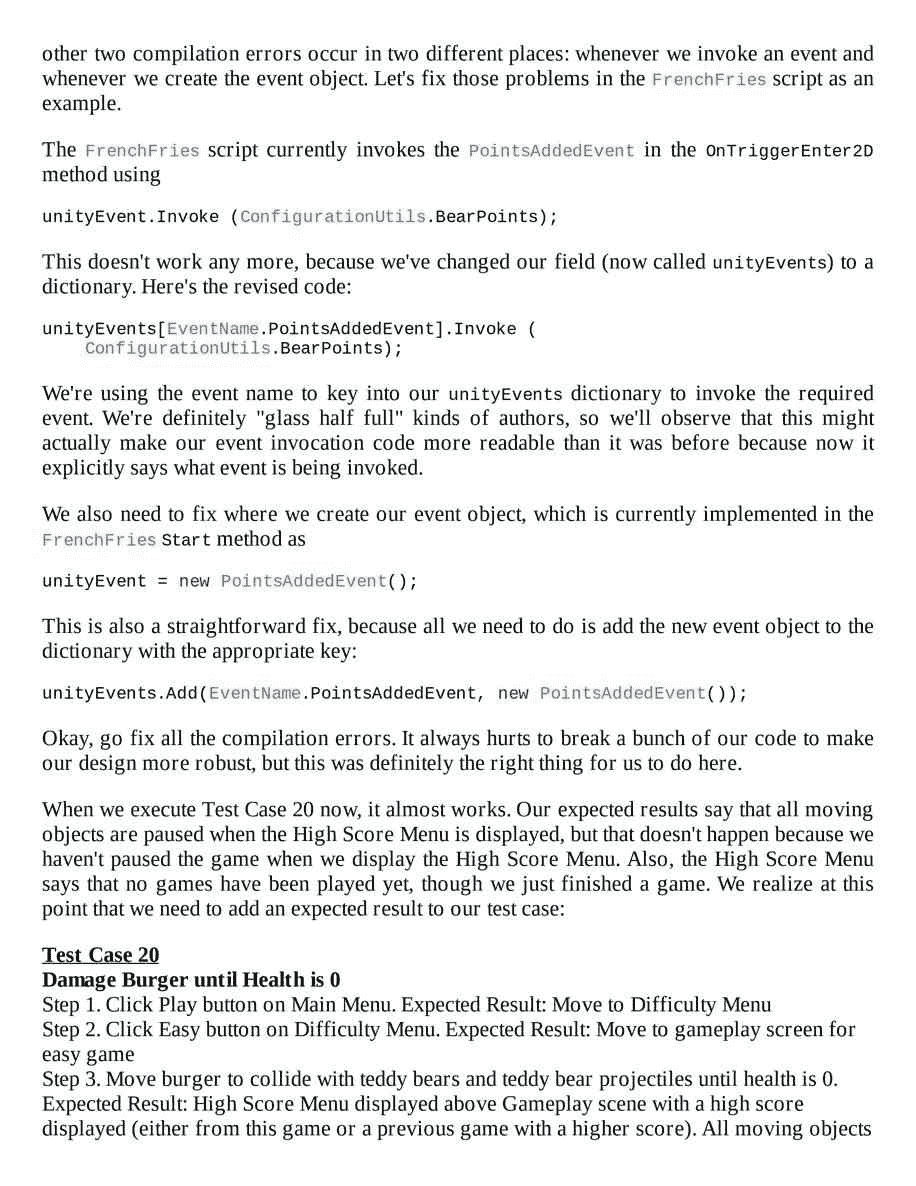 other two compilation errors occur in two different places: whenever we invoke an event and
whenever we create the event object. Let's fix those problems in the FrenchFries script as an
example.
The FrenchFries script currently invokes the PointsAddedEvent in the OnTriggerEnter2D
method using
unityEvent.Invoke (ConfigurationUtils.BearPoints);
This doesn't work any more, because we've changed our field (now called unityEvents) to a
dictionary. Here's the revised code:
unityEvents[EventName.PointsAddedEvent].Invoke (
    ConfigurationUtils.BearPoints);
We're using the event name to key into our unityEvents dictionary to invoke the required
event. We're definitely "glass half full" kinds of authors, so we'll observe that this might
actually make our event invocation code more readable than it was before because now it
explicitly says what event is being invoked.
We also need to fix where we create our event object, which is currently implemented in the
FrenchFries Start method as
unityEvent = new PointsAddedEvent();
This is also a straightforward fix, because all we need to do is add the new event object to the
dictionary with the appropriate key:
unityEvents.Add(EventName.PointsAddedEvent, new PointsAddedEvent());
Okay, go fix all the compilation errors. It always hurts to break a bunch of our code to make
our design more robust, but this was definitely the right thing for us to do here.
When we execute Test Case 20 now, it almost works. Our expected results say that all moving
objects are paused when the High Score Menu is displayed, but that doesn't happen because we
haven't paused the game when we display the High Score Menu. Also, the High Score Menu
says that no games have been played yet, though we just finished a game. We realize at this
point that we need to add an expected result to our test case:
Test Case 20
Damage Burger until Health is 0
Step 1. Click Play button on Main Menu. Expected Result: Move to Difficulty Menu
Step 2. Click Easy button on Difficulty Menu. Expected Result: Move to gameplay screen for
easy game
Step 3. Move burger to collide with teddy bears and teddy bear projectiles until health is 0.
Expected Result: High Score Menu displayed above Gameplay scene with a high score
displayed (either from this game or a previous game with a higher score). All moving objects